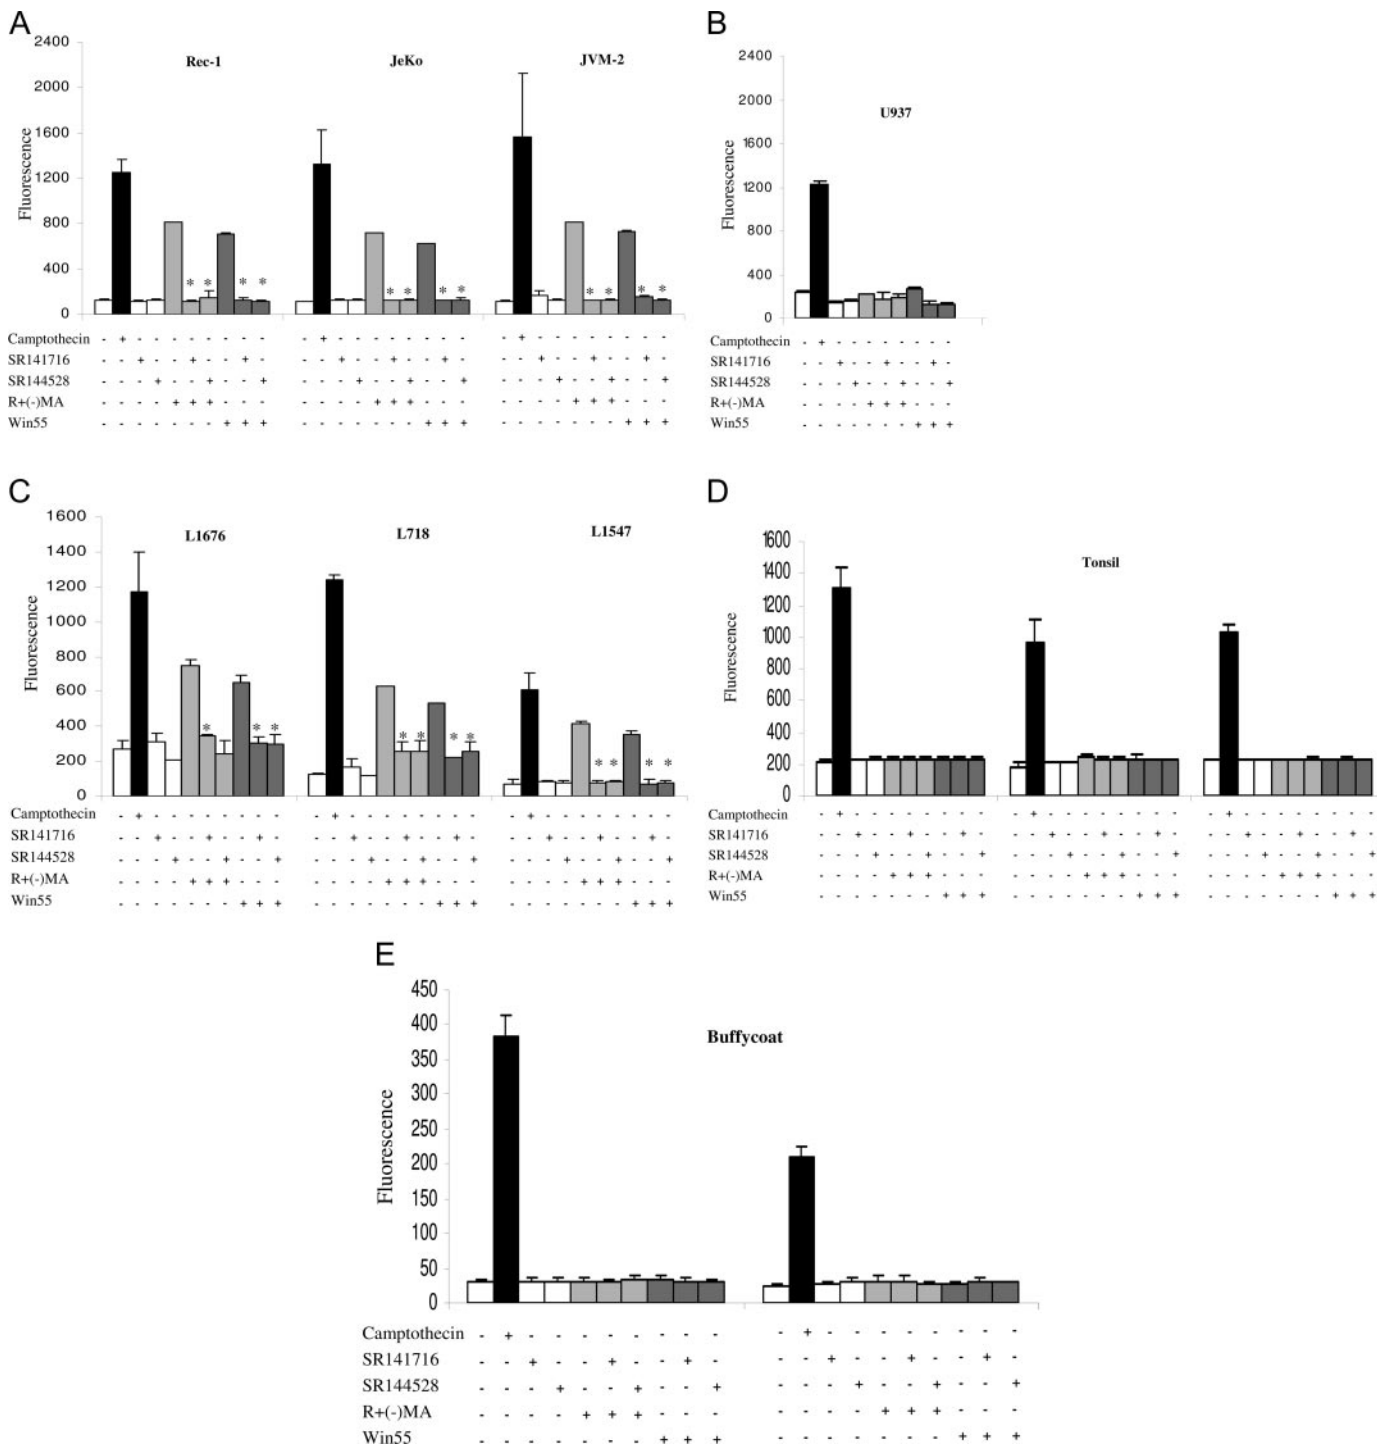 A
2400
2000
1600
1200
800
400
0
Fluorescence
Rec-1 JeKo JVM-2
* * * * * * * * * * * *
Camptothecin - + - - - - - - - - - + - - - - - - - - - + - - - - - - - -
SR141716 - - + - - + - - + - - - + - - + - - + - - - + - - + - - + -
SR144528 - - - + - - + - - + - - - + - - + - - + - - - + - - + - - +
R+(-)MA - - - - + + + - - - - - - - + + + - - - - - - - + + + - - -
Win55 - - - - - - - + + + - - - - - - - + + + - - - - - - - + + +
B
2400
2000
1600
1200
800
400
0
Fluorescence
U937
Camptothecin - + - - - - - - - -
SR141716 - - + - - + - - + -
SR144528 - - - + - - + - - +
R+(-)MA - - - - + + + - - -
Win55 - - - - - - - + + +
C
1600
1400
1200
1000
800
600
400
200
0
Fluorescence
L1676 L718 L1547
* * * * * * * * * * *
Camptothecin - + - - - - - - - - - + - - - - - - - - - + - - - - - - - -
SR141716 - - + - - + - - + - - - + - - + - - + - - - + - - + - - + -
SR144528 - - - + - - + - - + - - - + - - + - - + - - - + - - + - - +
R+(-)MA - - - - + + + - - - - - - - + + + - - - - - - - + + + - - -
Win55 - - - - - - - + + + - - - - - - - + + + - - - - - - - + + +
D
1600
1400
1200
1000
800
600
400
200
0
Fluorescence
Tonsil
Camptothecin - + - - - - - - - - - + - - - - - - - - - + - - - - - - - -
SR141716 - - + - - + - - + - - - + - - + - - + - - - + - - + - - + -
SR144528 - - - + - - + - - + - - - + - - + - - + - - - + - - + - - +
R+(-)MA - - - - + + + - - - - - - - + + + - - - - - - - + + + - - -
Win55 - - - - - - - + + + - - - - - - - + + + - - - - - - - + + +
E
450
400
350
300
250
200
150
100
50
0
Fluorescence
Buffycoat
Camptothecin - + - - - - - - - - - + - - - - - - - -
SR141716 - - + - - + - - + - - - + - - + - - + -
SR144528 - - - + - - + - - + - - - + - - + - - +
R+(-)MA - - - - + + + - - - - - - - + + + - - -
Win55 - - - - - - - + + + - - - - - - - + + +